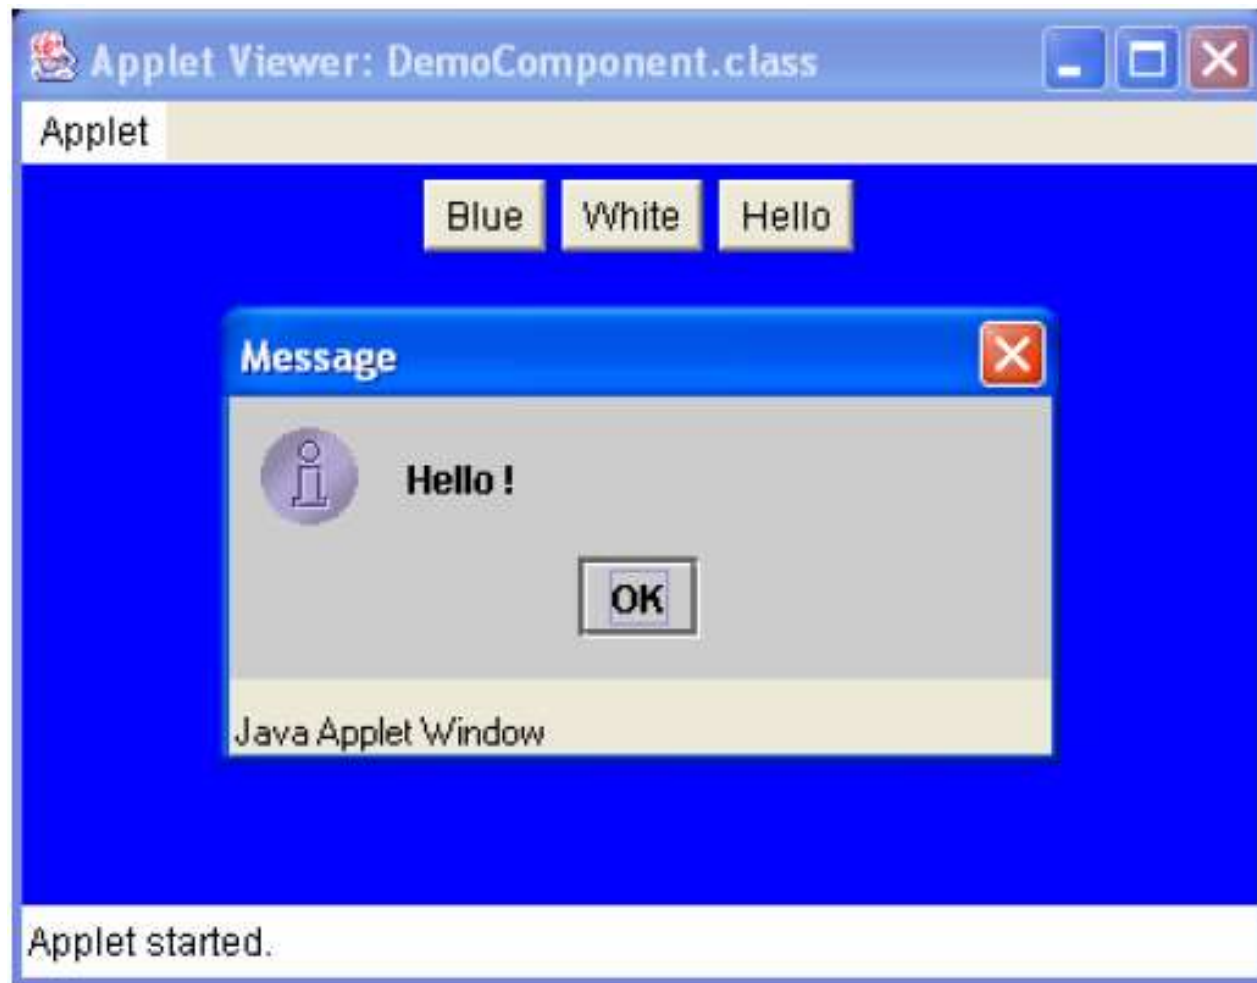 Applet Viewer: DemoComponent.class
Applet
Blue White Hello
Message
Hello !
OK
Java Applet Window
Applet started.